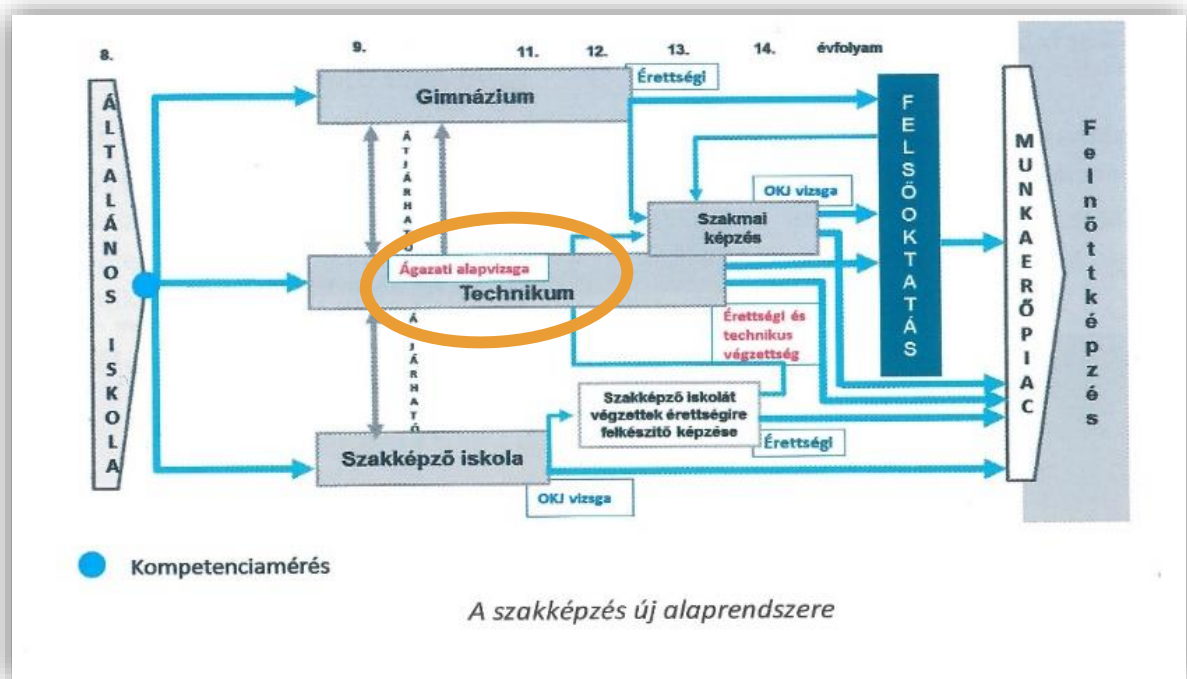 8.
9.
11.
12.
13.
14.
évfolyam
ÁLTALÁNOS ISKOLA
Gimnázium
Érettségi
ÁTJÁRHATÓ
FELSŐOKTATÁS
MUNKAERŐPIAC
Felnőttképzés
OKJ vizsga
Szakmai
képzés
Ágazati alapvizsga
Technikum
Érettségi és
technikus
végzettség
ÁTJÁRHATÓ
Szakképző iskolát
végzettek érettségire
felkészítő képzése
Érettségi
Szakképző iskola
OKJ vizsga
Kompetenciamérés
A szakképzés új alaprendszere